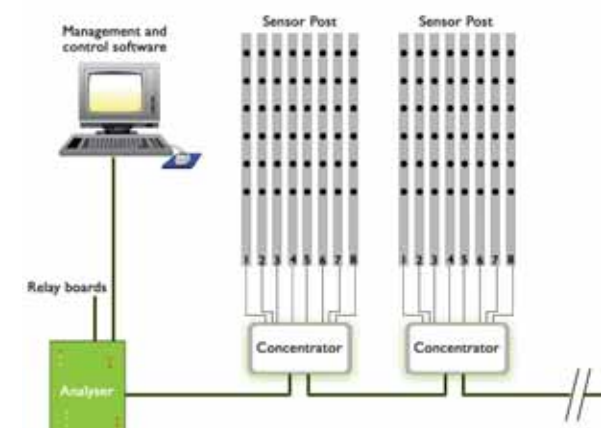 Management and
control software
Sensor Post
Sensor Post
1 2 3 4 5 6 7 8
1 2 3 4 5 6 7 8
Relay boards
Concentrator
Concentrator
Analyser